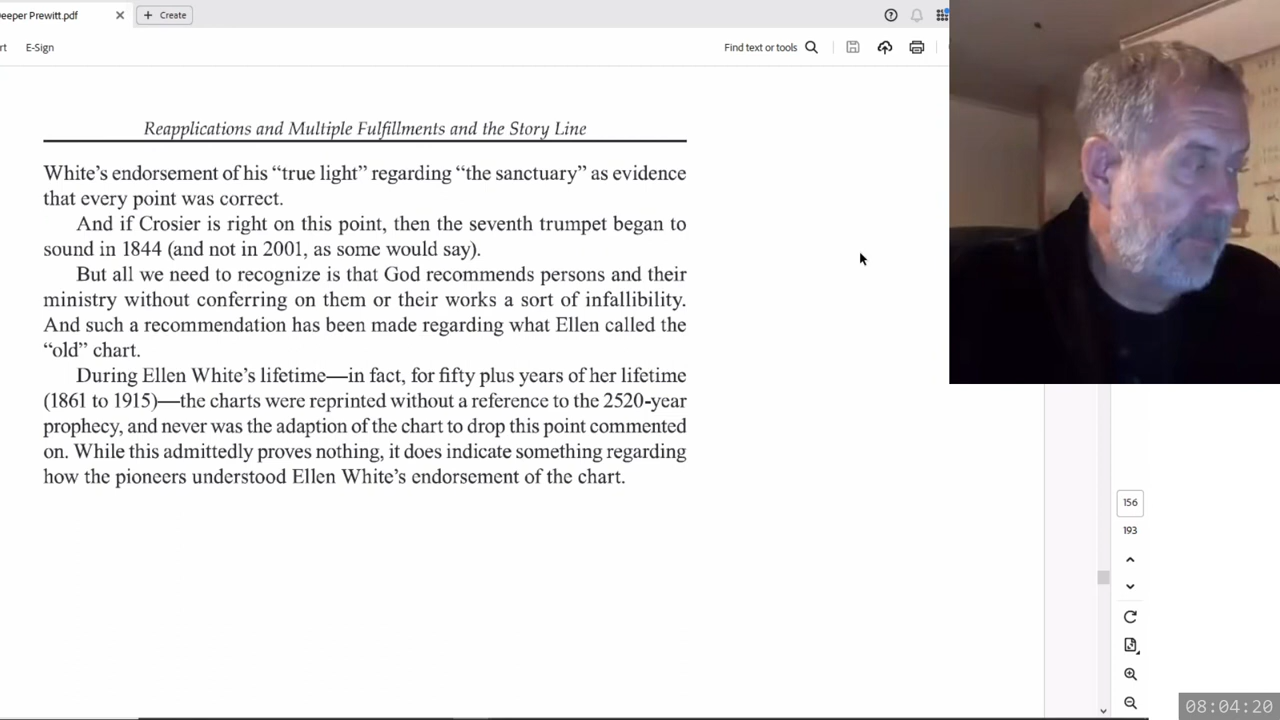 eeper Prewitt.pdf
Create
rt
E-Sign
Find text or tools
Reapplications and Multiple Fulfillments and the Story Line
White’s endorsement of his “true light” regarding “the sanctuary” as evidence
that every point was correct.
And if Crosier is right on this point, then the seventh trumpet began to
sound in 1844 (and not in 2001, as some would say).
But all we need to recognize is that God recommends persons and their
ministry without conferring on them or their works a sort of infallibility.
And such a recommendation has been made regarding what Ellen called the
“old” chart.
During Ellen White’s lifetime—in fact, for fifty plus years of her lifetime
(1861 to 1915)—the charts were reprinted without a reference to the 2520-year
prophecy, and never was the adaption of the chart to drop this point commented
on. While this admittedly proves nothing, it does indicate something regarding
how the pioneers understood Ellen White’s endorsement of the chart.
156
193
08:04:20